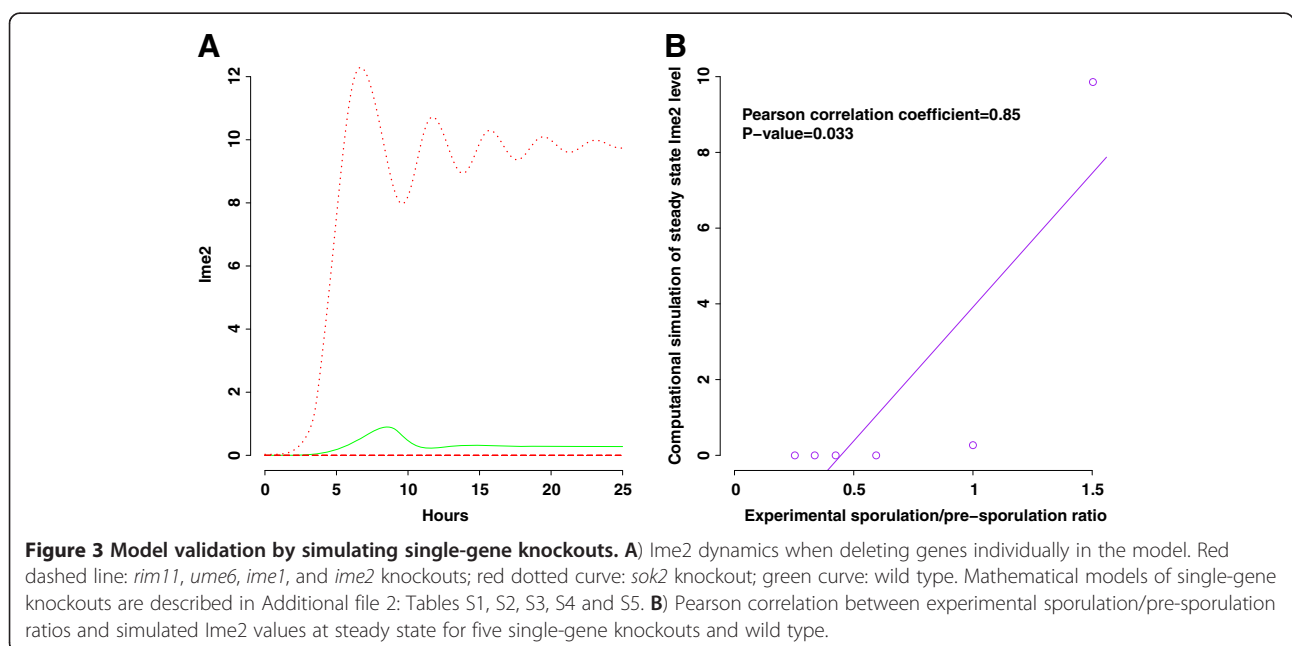 A
B
12
10
8
6
4
2
0
Ime2
0 5 10 15 20 25
Hours
10
8
6
4
2
0
Computational simulation of steady state Ime2 level
Pearson correlation coefficient=0.85
P−value=0.033
0 0.5 1 1.5
Experimental sporulation/pre−sporulation ratio
Figure 3 Model validation by simulating single-gene knockouts. A) Ime2 dynamics when deleting genes individually in the model. Red
dashed line: rim11, ume6, ime1, and ime2 knockouts; red dotted curve: sok2 knockout; green curve: wild type. Mathematical models of single-gene
knockouts are described in Additional file 2: Tables S1, S2, S3, S4 and S5. B) Pearson correlation between experimental sporulation/pre-sporulation
ratios and simulated Ime2 values at steady state for five single-gene knockouts and wild type.